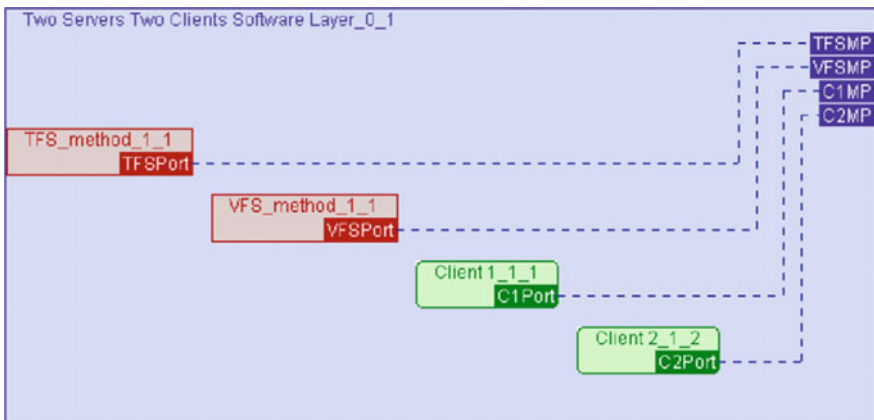 Two Servers Two Clients Software Layer_0_1
TFSMP
VFSMP
C1MP
C2MP
TFS_method_1_1
TFSPort
VFS_method_1_1
VFSPort
Client 1_1_1
C1Port
Client 2_1_2
C2Port